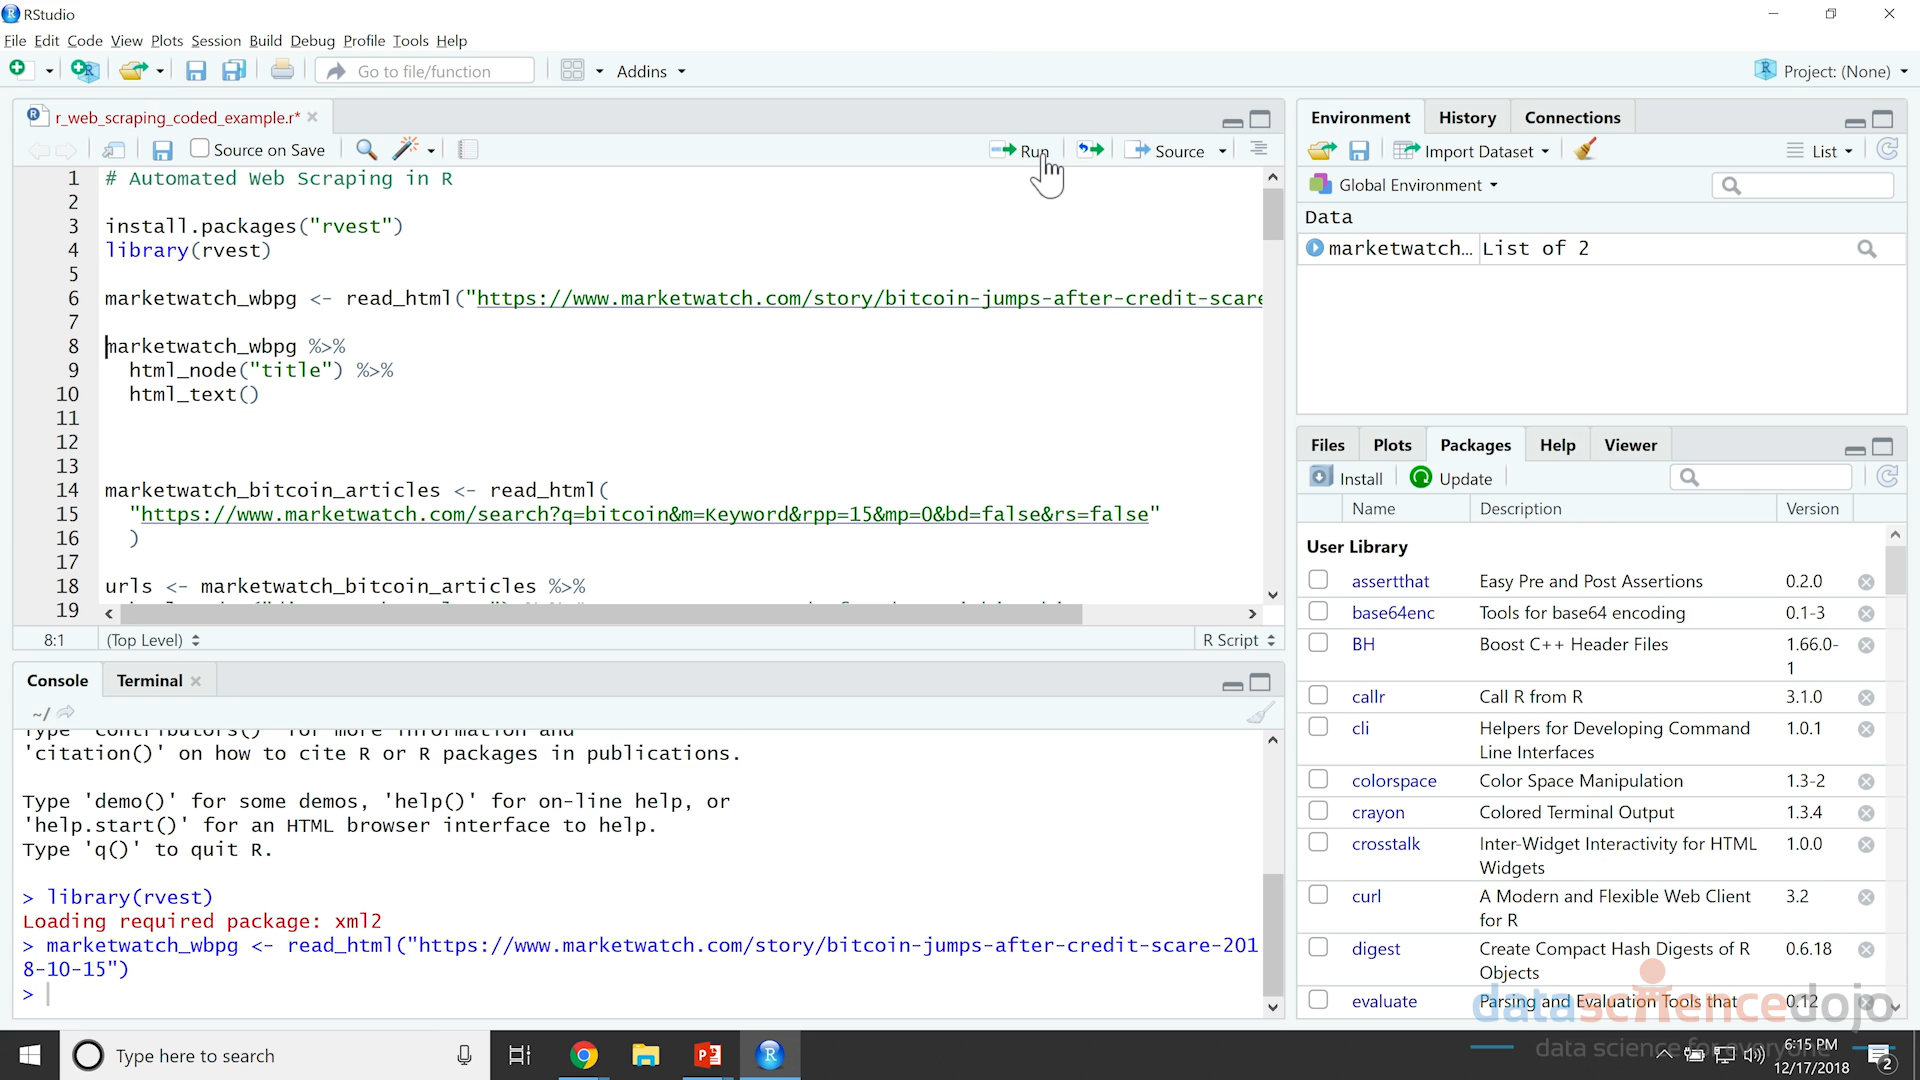 RStudio
File Edit Code View Plots Session Build Debug Profile Tools Help
Go to file/function
Addins
Project: (None)
r_web_scraping_coded_example.r*
Source on Save
Run
Source
1 # Automated Web Scraping in R
2
3 install.packages("rvest")
4 library(rvest)
5
6 marketwatch_wbpg <- read_html("https://www.marketwatch.com/story/bitcoin-jumps-after-credit-scare
7
8 marketwatch_wbpg %>%
9 html_node("title") %>%
10 html_text()
11
12
13
14 marketwatch_bitcoin_articles <- read_html(
15 "https://www.marketwatch.com/search?q=bitcoin&m=Keyword&rpp=15&mp=0&bd=false&rs=false"
16 )
17
18 urls <- marketwatch_bitcoin_articles %>%
19
8:1 (Top Level) R Script
Console Terminal
~/
Type 'contributors()' for more information and
'citation()' on how to cite R or R packages in publications.
Type 'demo()' for some demos, 'help()' for on-line help, or
'help.start()' for an HTML browser interface to help.
Type 'q()' to quit R.
> library(rvest)
Loading required package: xml2
> marketwatch_wbpg <- read_html("https://www.marketwatch.com/story/bitcoin-jumps-after-credit-scare-201
8-10-15")
>
Environment History Connections
Import Dataset List
Global Environment
Data
marketwatch... List of 2
Files Plots Packages Help Viewer
Install Update
Name Description Version
User Library
assertthat Easy Pre and Post Assertions 0.2.0
base64enc Tools for base64 encoding 0.1-3
BH Boost C++ Header Files 1.66.0-
1
callr Call R from R 3.1.0
cli Helpers for Developing Command 1.0.1
Line Interfaces
colorspace Color Space Manipulation 1.3-2
crayon Colored Terminal Output 1.3.4
crosstalk Inter-Widget Interactivity for HTML 1.0.0
Widgets
curl A Modern and Flexible Web Client 3.2
for R
digest Create Compact Hash Digests of R 0.6.18
Objects
evaluate Parsing and Evaluation Tools that 0.12
datasciencedojo
data science for everyone
Type here to search
6:15 PM
12/17/2018
2